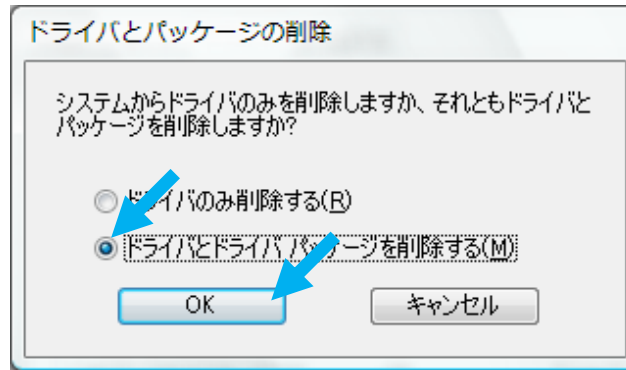 ドライバとパッケージの削除
システムからドライバのみを削除しますか、それともドライバと
パッケージを削除しますか?
ドライバのみ削除する(R)
ドライバとドライバ パッケージを削除する(M)
OK
キャンセル